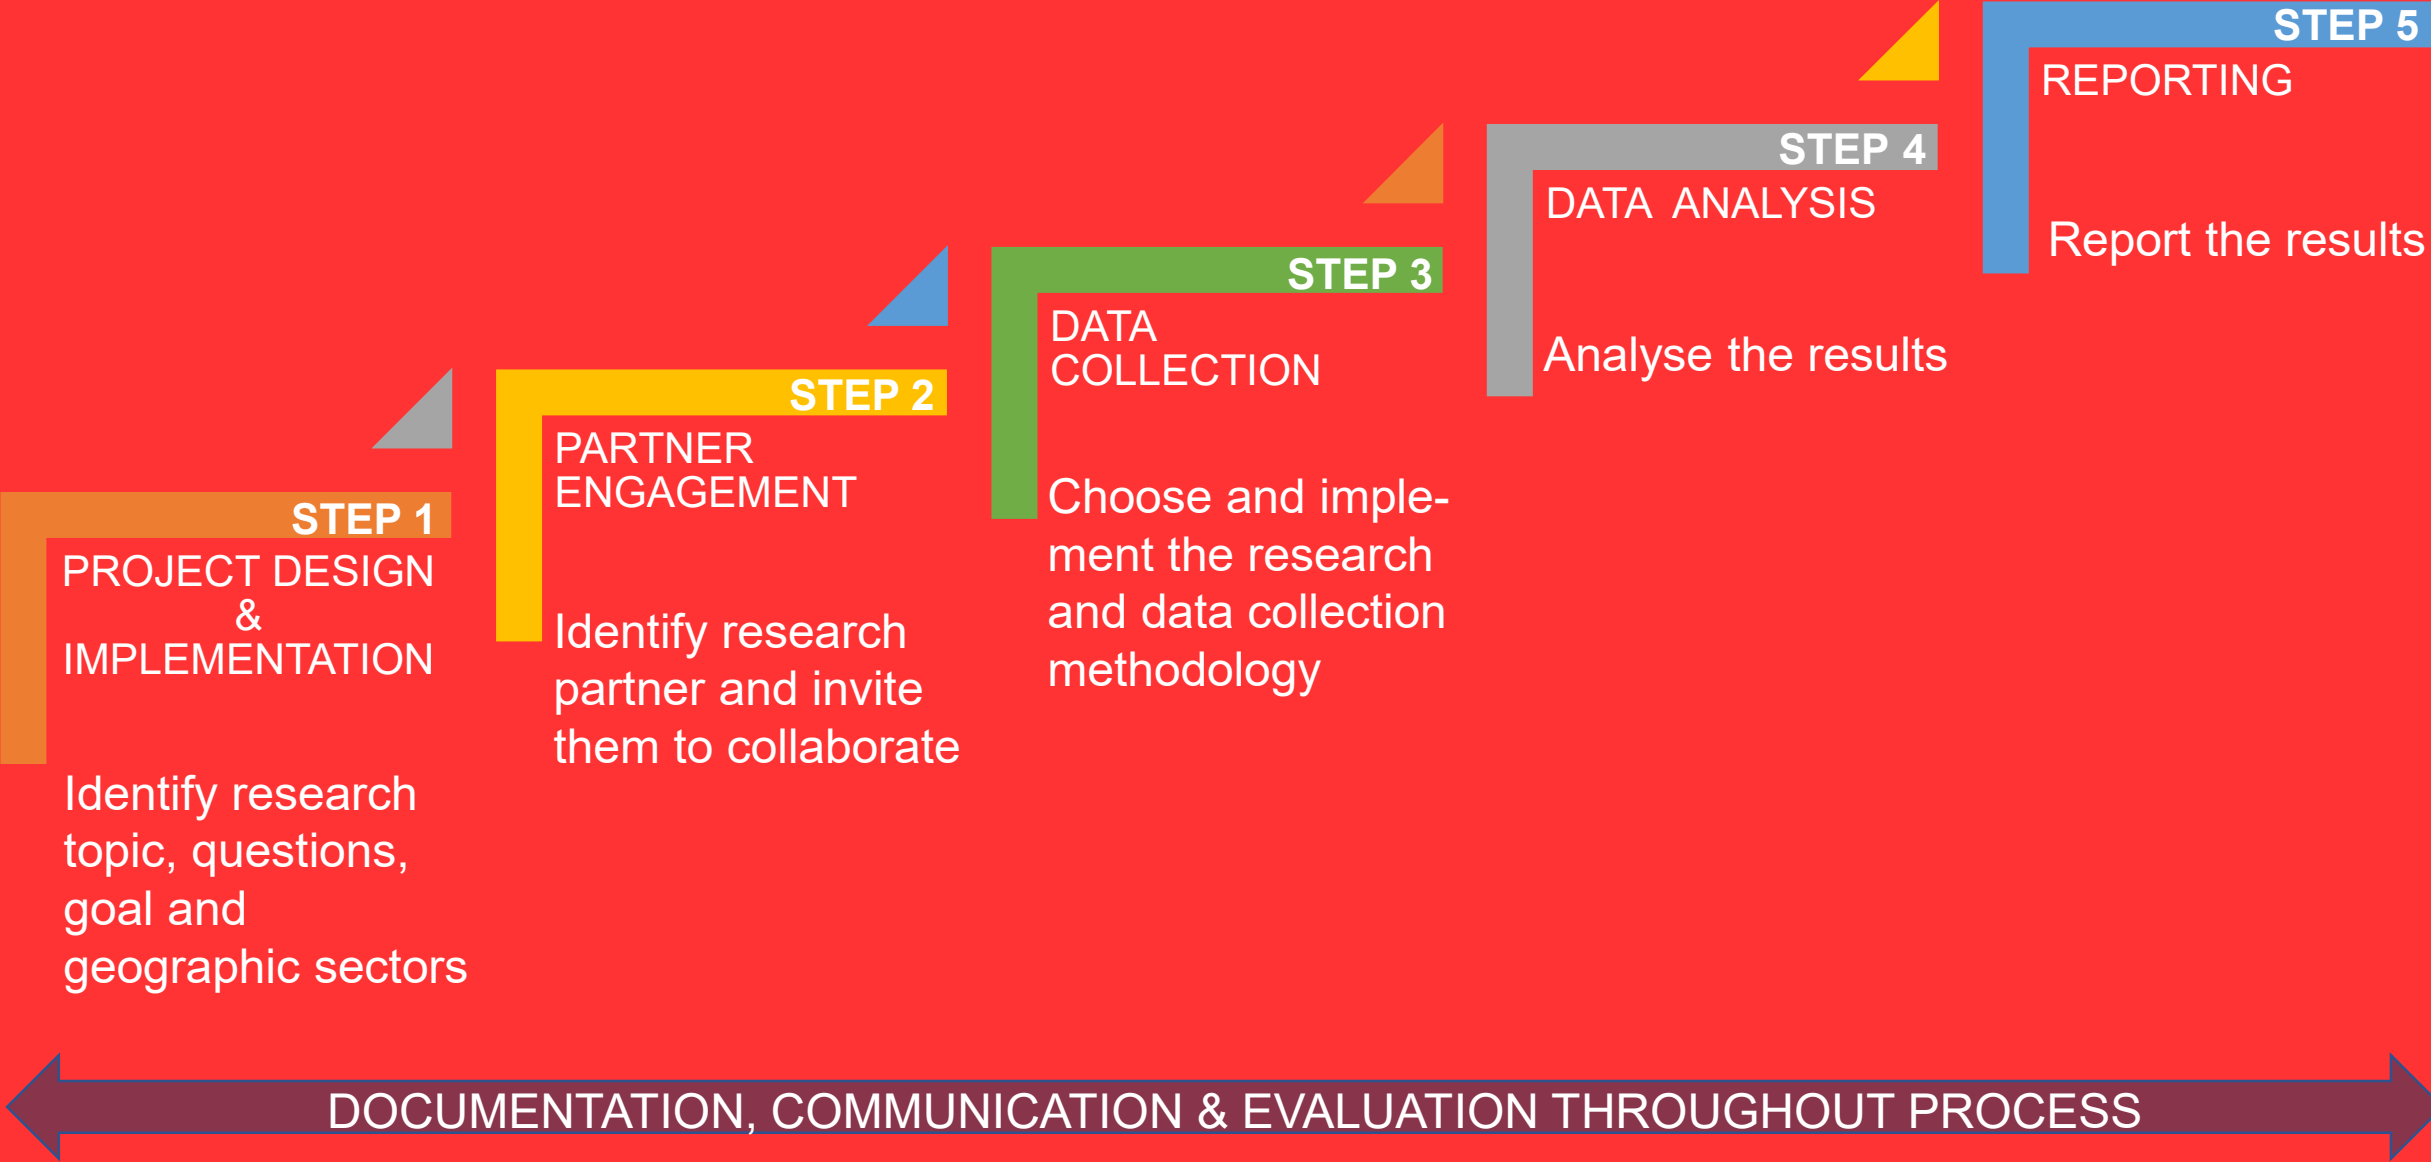 STEP 1
PROJECT DESIGN
&
IMPLEMENTATION
Identify research
topic, questions,
goal and
geographic sectors
STEP 2
PARTNER
ENGAGEMENT
Identify research
partner and invite
them to collaborate
STEP 3
DATA
COLLECTION
Choose and imple-
ment the research
and data collection
methodology
STEP 4
DATA  ANALYSIS
Analyse the results
STEP 5
REPORTING
Report the results
DOCUMENTATION, COMMUNICATION & EVALUATION THROUGHOUT PROCESS